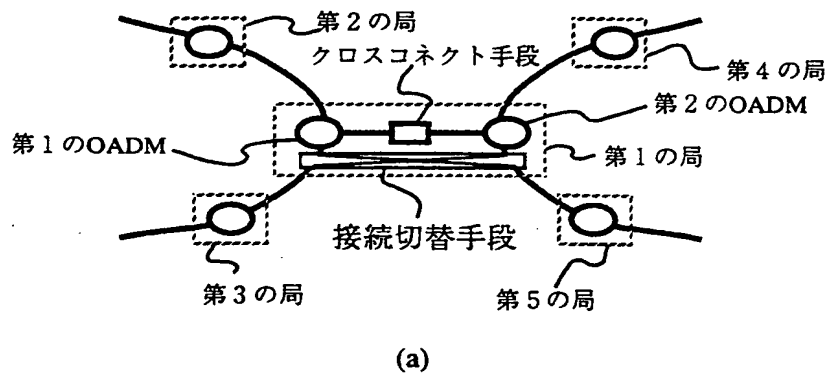 第２の局
クロスコネクト手段
第４の局
第２のOADM
第１のOADM
第１の局
接続切替手段
第３の局
第５の局
(a)